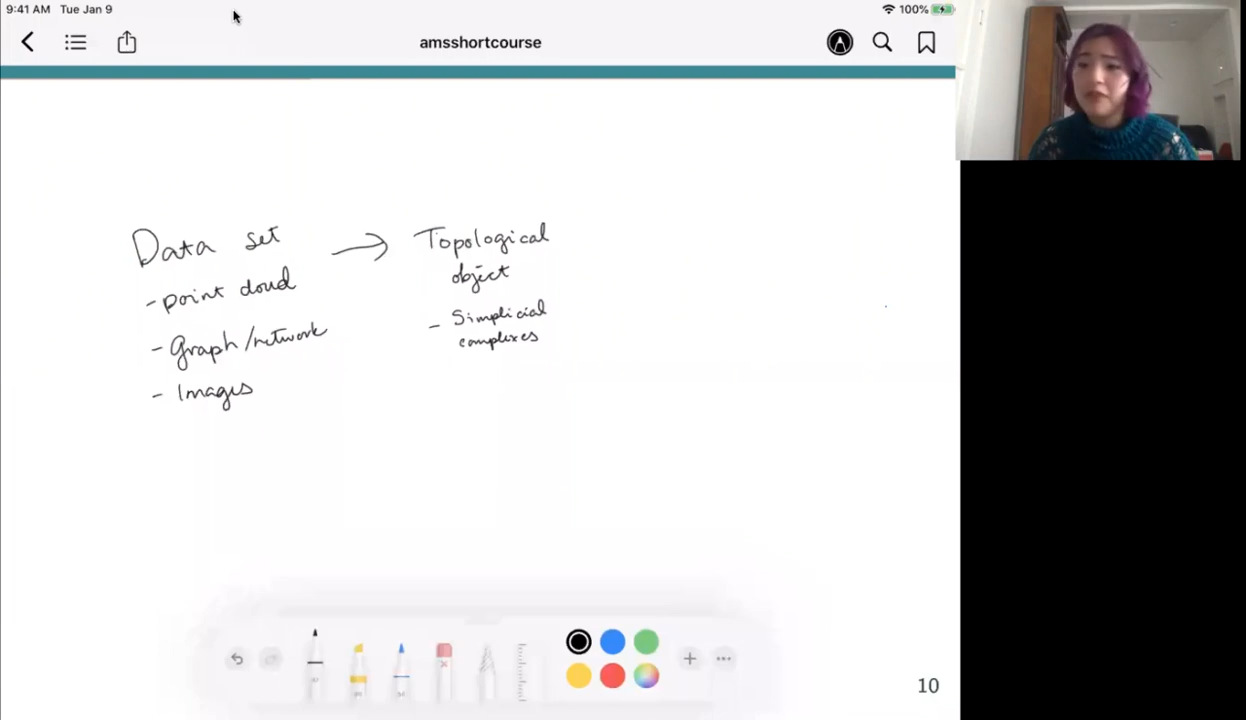 9:41 AM Tue Jan 9
100%
amsshortcourse
Data set → Topological
object
- point cloud
- Simplicial
complexes
- Graph/network
- Images
10